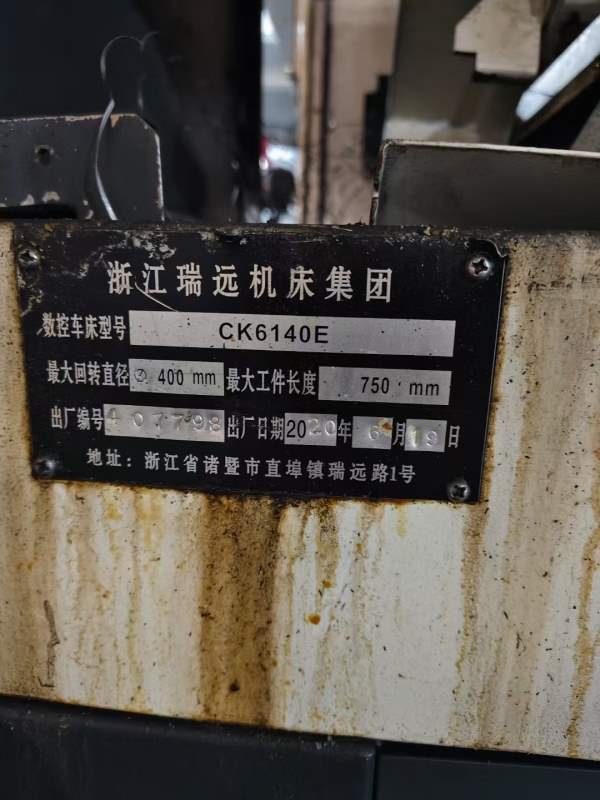 浙江瑞远机床集团
数控车床型号 CK6140E
最大回转直径 ∅ 400 mm 最大工件长度 750 mm
出厂编号 407798 出厂日期 2020 年 6 月 19 日
地址：浙江省诸暨市直埠镇瑞远路1号